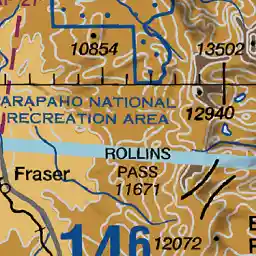 10854
13502
ARAPAHO NATIONAL
RECREATION AREA
12940
ROLLINS
PASS
11671
Fraser
146
12072